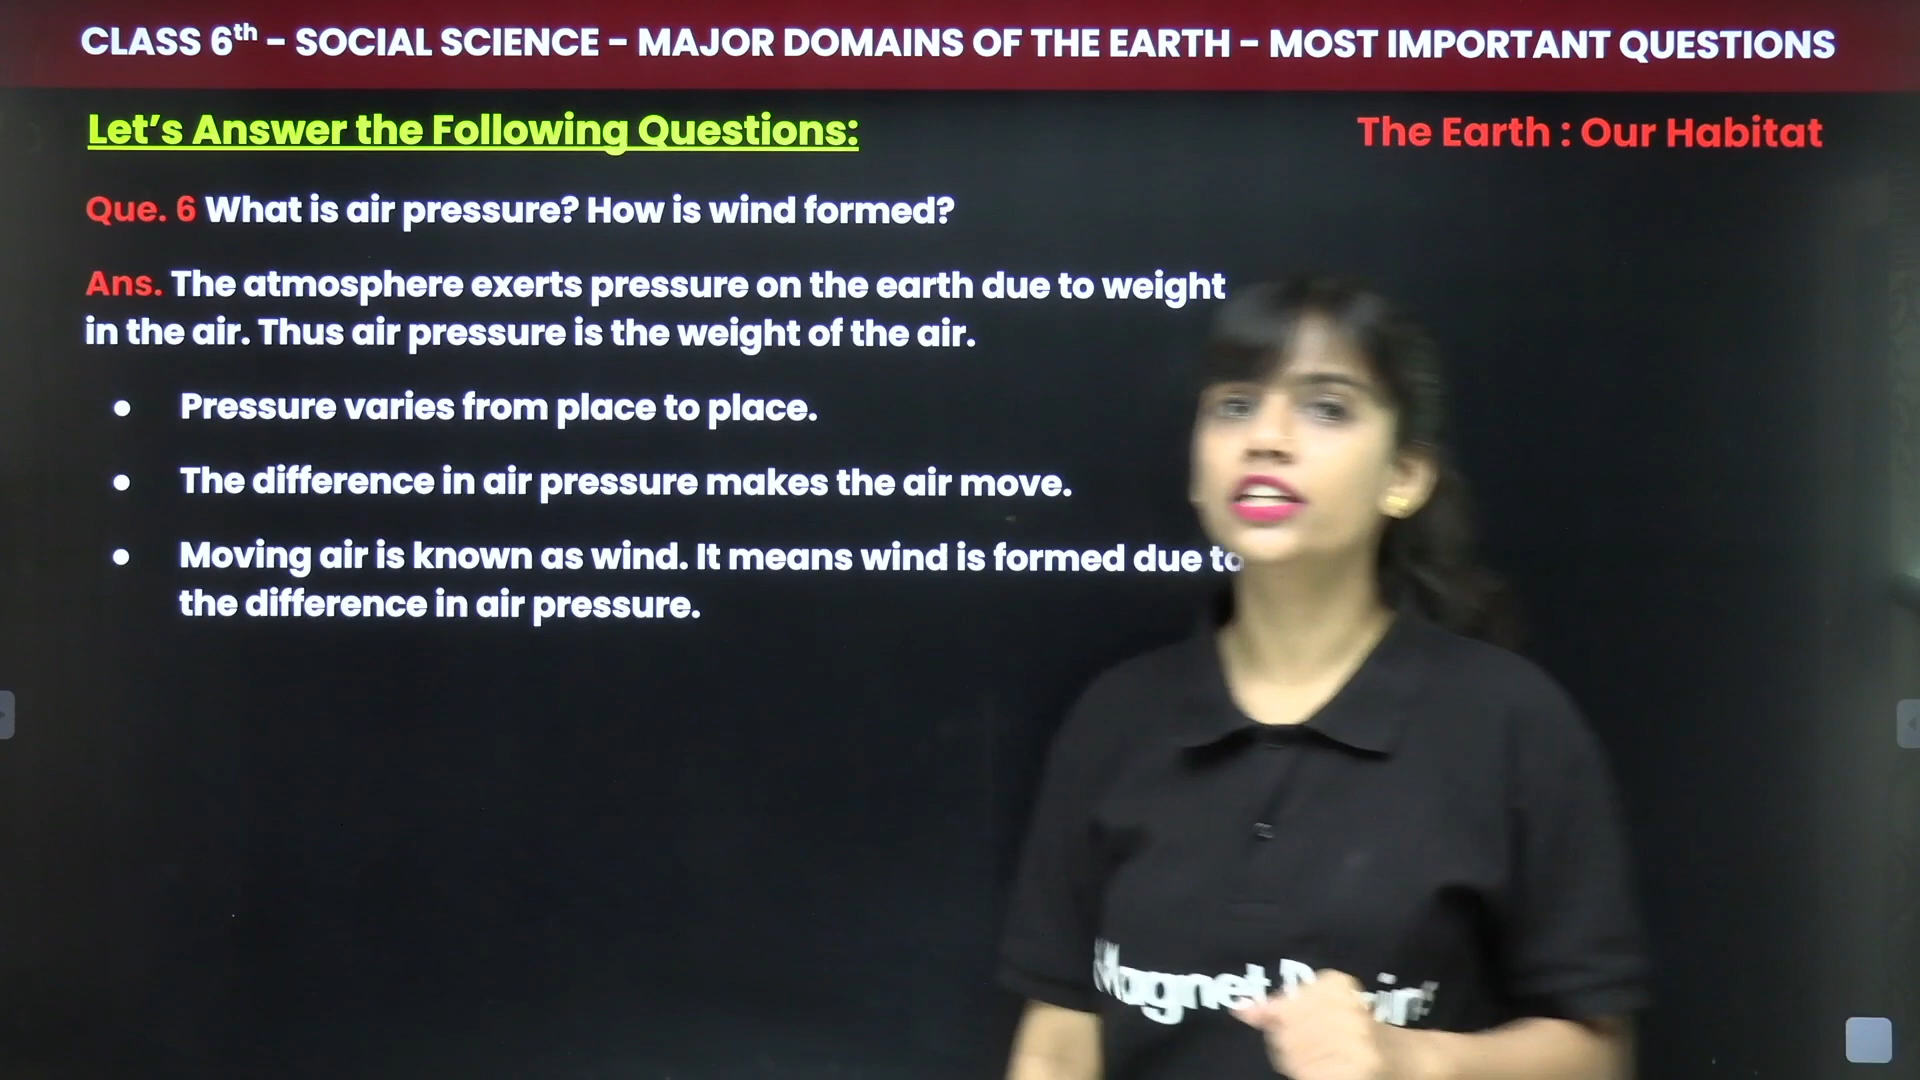 CLASS 6th - SOCIAL SCIENCE - MAJOR DOMAINS OF THE EARTH - MOST IMPORTANT QUESTIONS
Let's Answer the Following Questions:
The Earth : Our Habitat
Que. 6 What is air pressure? How is wind formed?
Ans. The atmosphere exerts pressure on the earth due to weight
in the air. Thus air pressure is the weight of the air.
● Pressure varies from place to place.
● The difference in air pressure makes the air move.
● Moving air is known as wind. It means wind is formed due to
the difference in air pressure.
Magnet